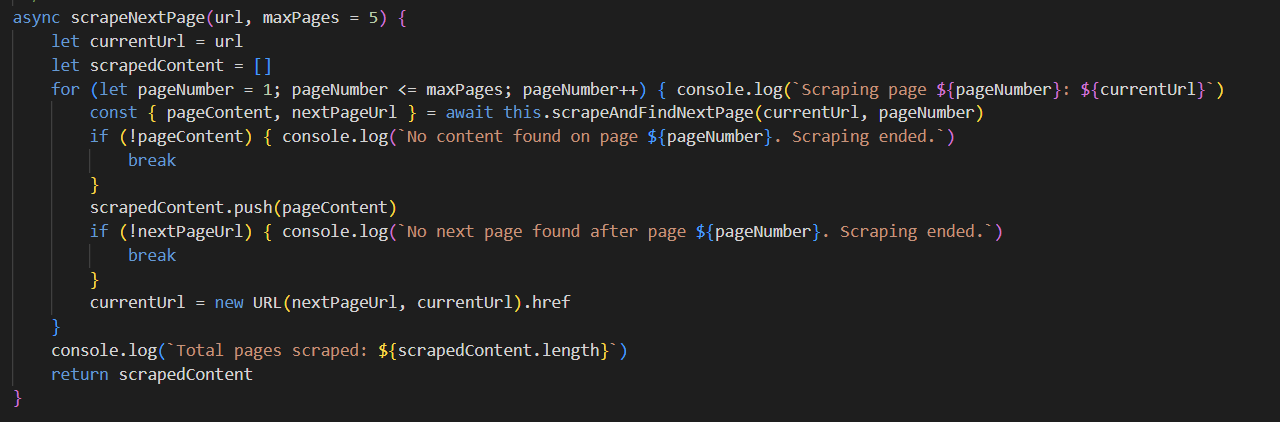 async scrapeNextPage(url, maxPages = 5) {
    let currentUrl = url
    let scrapedContent = []
    for (let pageNumber = 1; pageNumber <= maxPages; pageNumber++) { console.log(`Scraping page ${pageNumber}: ${currentUrl}`)
        const { pageContent, nextPageUrl } = await this.scrapeAndFindNextPage(currentUrl, pageNumber)
        if (!pageContent) { console.log(`No content found on page ${pageNumber}. Scraping ended.`)
            break
        }
        scrapedContent.push(pageContent)
        if (!nextPageUrl) { console.log(`No next page found after page ${pageNumber}. Scraping ended.`)
            break
        }
        currentUrl = new URL(nextPageUrl, currentUrl).href
    }
    console.log(`Total pages scraped: ${scrapedContent.length}`)
    return scrapedContent
}